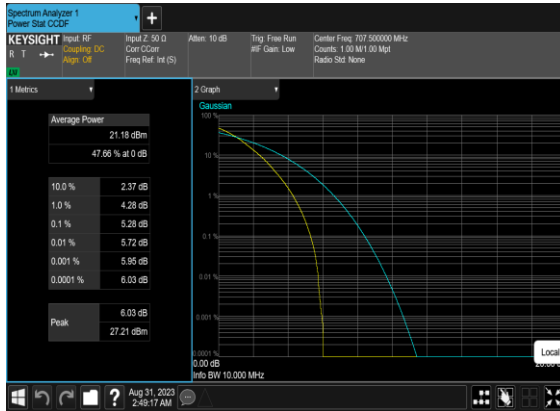 Spectrum Analyzer 1
Power Stat CCDF
KEYSIGHT
R T
LU
Input: RF
Coupling: DC
Align: Off
Input Z: 50 Ω
Corr CCorr
Freq Ref: Int (S)
Atten: 10 dB
Trig: Free Run
#IF Gain: Low
Center Freq: 707.500000 MHz
Counts: 1.00 M/1.00 Mpt
Radio Std: None
1 Metrics
Average Power
21.18 dBm
47.66 % at 0 dB
10.0 % 2.37 dB
1.0 % 4.28 dB
0.1 % 5.28 dB
0.01 % 5.72 dB
0.001 % 5.95 dB
0.0001 % 6.03 dB
Peak
6.03 dB
27.21 dBm
2 Graph
Gaussian
100 %
10 %
1 %
0.1 %
0.01 %
0.001 %
0.0001 %
0.00 dB
Info BW 10.000 MHz
Local
Aug 31, 2023
2:49:17 AM